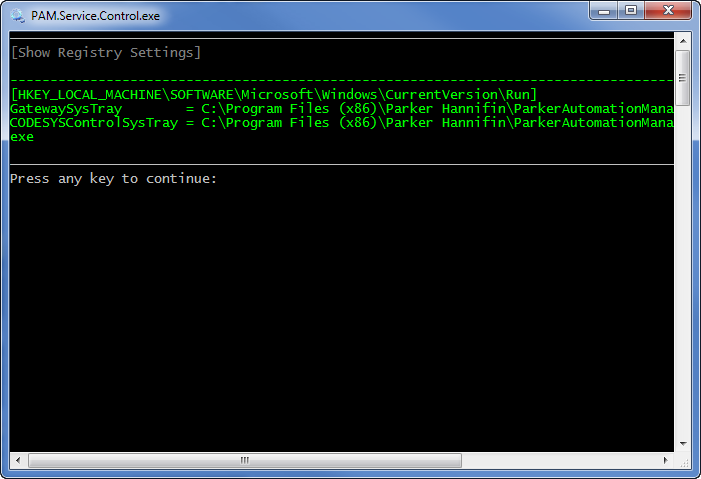 PAM.Service.Control.exe
[Show Registry Settings]
[HKEY_LOCAL_MACHINE\SOFTWARE\Microsoft\Windows\CurrentVersion\Run]
GatewaySysTray        = C:\Program Files (x86)\Parker Hannifin\ParkerAutomationMana
CODESYSControlSysTray = C:\Program Files (x86)\Parker Hannifin\ParkerAutomationMana
exe
Press any key to continue: